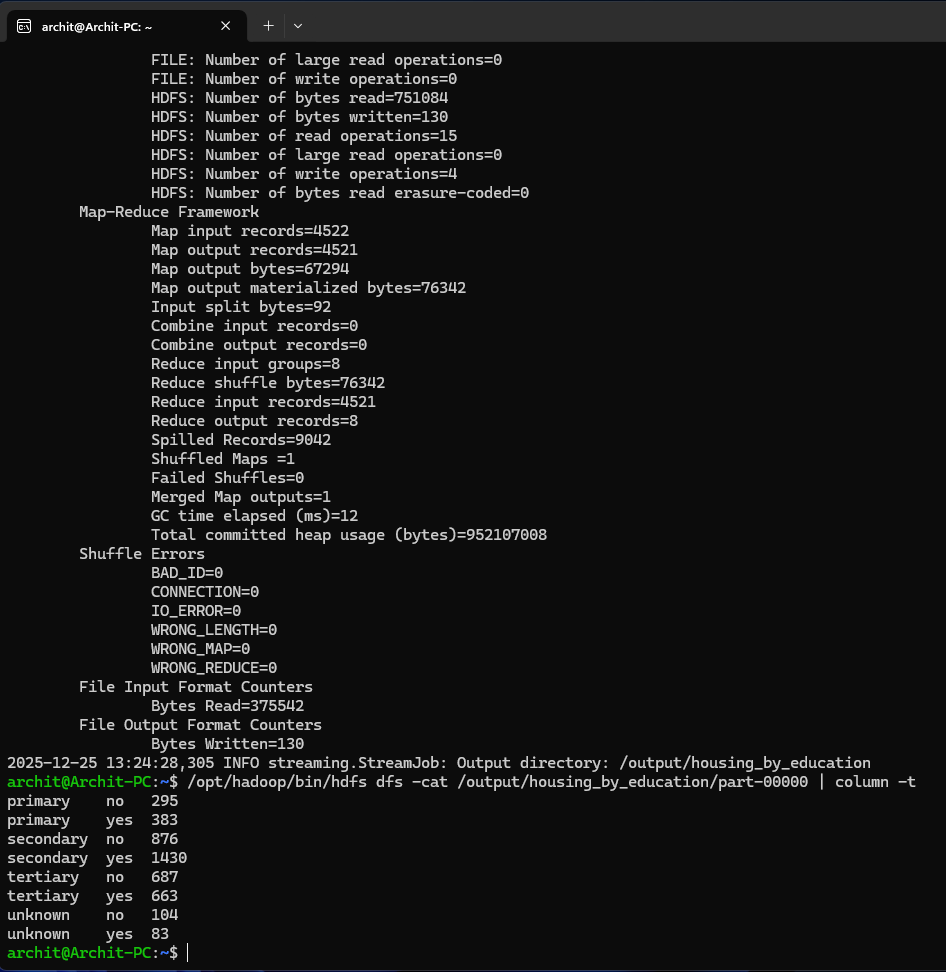 archit@Archit-PC: ~
FILE: Number of large read operations=0
FILE: Number of write operations=0
HDFS: Number of bytes read=751084
HDFS: Number of bytes written=130
HDFS: Number of read operations=15
HDFS: Number of large read operations=0
HDFS: Number of write operations=4
HDFS: Number of bytes read erasure-coded=0
Map-Reduce Framework
Map input records=4522
Map output records=4521
Map output bytes=67294
Map output materialized bytes=76342
Input split bytes=92
Combine input records=0
Combine output records=0
Reduce input groups=8
Reduce shuffle bytes=76342
Reduce input records=4521
Reduce output records=8
Spilled Records=9042
Shuffled Maps =1
Failed Shuffles=0
Merged Map outputs=1
GC time elapsed (ms)=12
Total committed heap usage (bytes)=952107008
Shuffle Errors
BAD_ID=0
CONNECTION=0
IO_ERROR=0
WRONG_LENGTH=0
WRONG_MAP=0
WRONG_REDUCE=0
File Input Format Counters
Bytes Read=375542
File Output Format Counters
Bytes Written=130
2025-12-25 13:24:28,305 INFO streaming.StreamJob: Output directory: /output/housing_by_education
archit@Archit-PC:~$ /opt/hadoop/bin/hdfs dfs -cat /output/housing_by_education/part-00000 | column -t
primary    no   295
primary    yes  383
secondary  no   876
secondary  yes  1430
tertiary   no   687
tertiary   yes  663
unknown    no   104
unknown    yes  83
archit@Archit-PC:~$